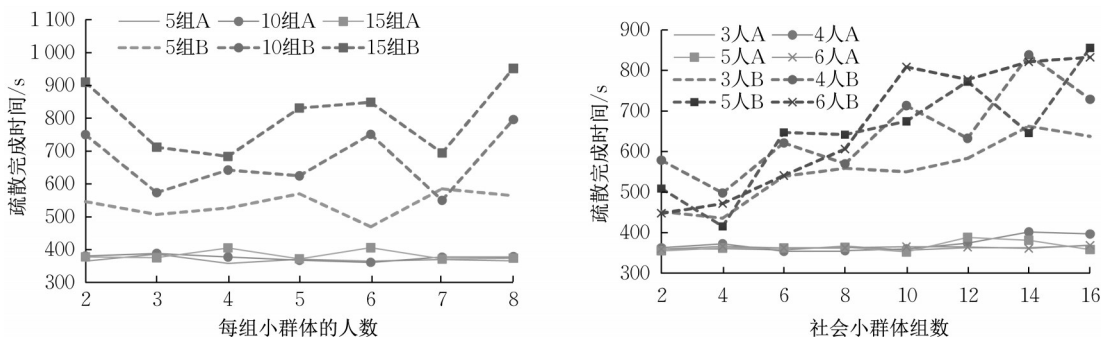 5组A 10组A 15组A
5组B 10组B 15组B
疏散完成时间/s
1 100
1 000
900
800
700
600
500
400
300
2 3 4 5 6 7 8
每组小群体的人数
3人A 4人A
5人A 6人A
3人B 4人B
5人B 6人B
疏散完成时间/s
900
800
700
600
500
400
300
2 4 6 8 10 12 14 16
社会小群体组数